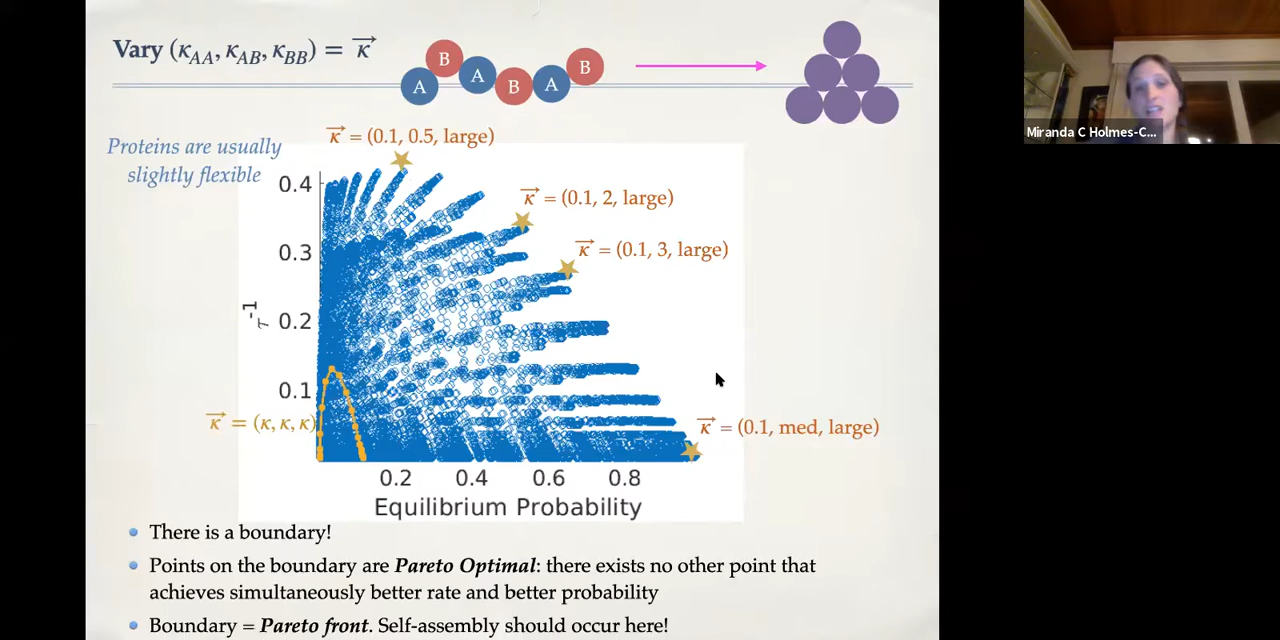 Vary (κAA, κAB, κBB) = κ⃗
A B A B A B
Miranda C Holmes-C...
Proteins are usually
slightly flexible
κ⃗ = (0.1, 0.5, large)
κ⃗ = (0.1, 2, large)
κ⃗ = (0.1, 3, large)
0.4
0.3
τ⁻¹
0.2
0.1
κ⃗ = (κ, κ, κ)
κ⃗ = (0.1, med, large)
0.2 0.4 0.6 0.8
Equilibrium Probability
There is a boundary!
Points on the boundary are Pareto Optimal: there exists no other point that
achieves simultaneously better rate and better probability
Boundary = Pareto front. Self-assembly should occur here!